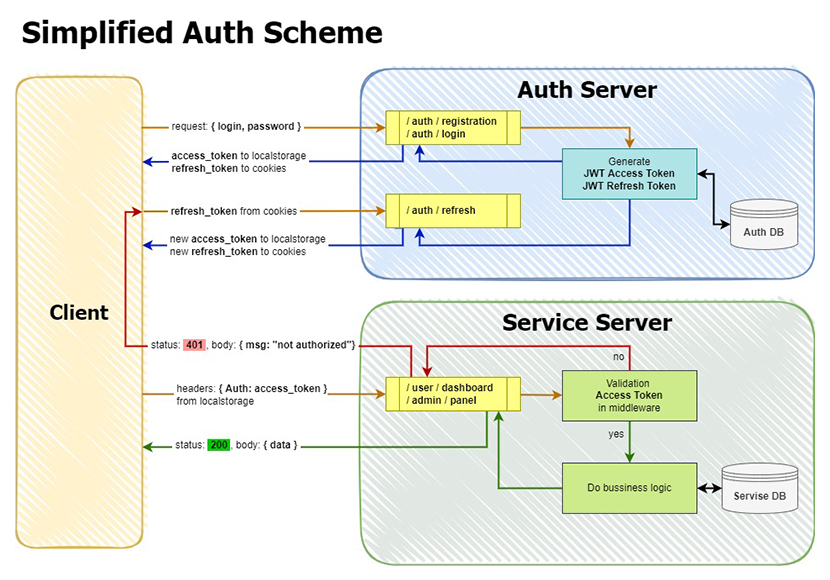 Simplified Auth Scheme
Auth Server
request: { login, password }
/ auth / registration
/ auth / login
access_token to localstorage
refresh_token to cookies
Generate
JWT Access Token
JWT Refresh Token
refresh_token from cookies
/ auth / refresh
Auth DB
new access_token to localstorage
new refresh_token to cookies
Client
Service Server
status: 401, body: { msg: "not authorized"}
no
headers: { Auth: access_token }
from localstorage
/ user / dashboard
/ admin / panel
Validation
Access Token
in middleware
yes
status: 200, body: { data }
Do bussiness logic
Servise DB